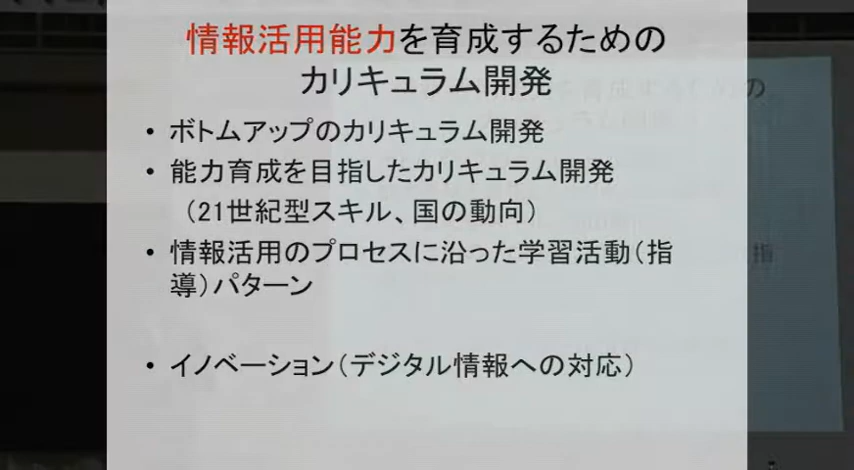 情報活用能力を育成するための
カリキュラム開発
• ボトムアップのカリキュラム開発
• 能力育成を目指したカリキュラム開発
（21世紀型スキル、国の動向）
• 情報活用のプロセスに沿った学習活動（指
導）パターン
• イノベーション（デジタル情報への対応）